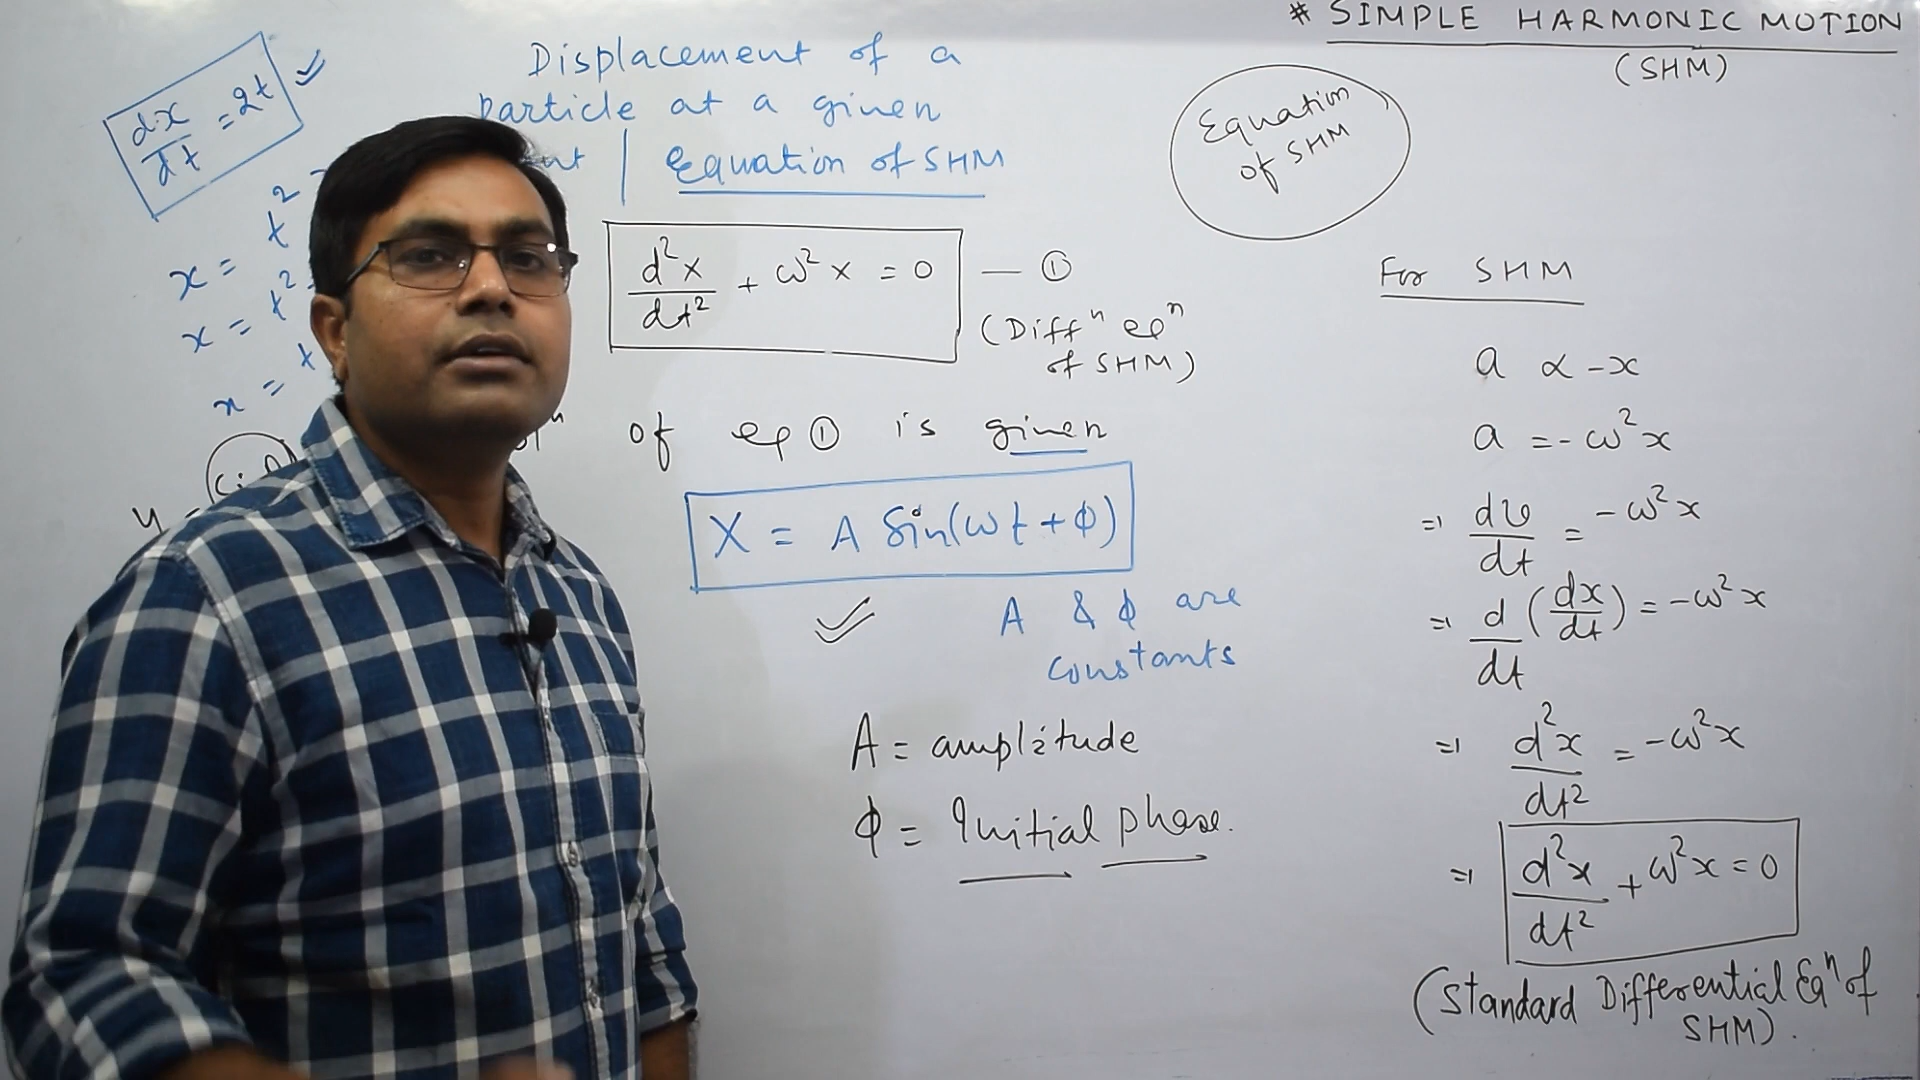 # SIMPLE HARMONIC MOTION
(SHM)
Equation
of SHM
dx/dt = 2t
x = t²
x = t²
x = t
y =
Displacement of a
particle at a given
| Equation of SHM
d²x/dt² + ω²x = 0 — ①
(Diffⁿ eqⁿ
of SHM)
of eq ① is given
X = A Sin(ωt + ϕ)
A & ϕ are
constants
A = amplitude
ϕ = Initial phase.
For SHM
a ∝ -x
a = -ω²x
⇒ dv/dt = -ω²x
⇒ d/dt (dx/dt) = -ω²x
⇒ d²x/dt² = -ω²x
⇒ d²x/dt² + ω²x = 0
(Standard Differential Eqⁿ of
SHM).